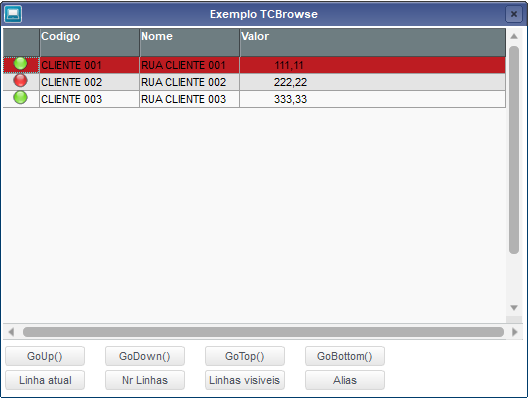 Exemplo TCBrowse
Codigo Nome Valor
CLIENTE 001 RUA CLIENTE 001 111,11
CLIENTE 002 RUA CLIENTE 002 222,22
CLIENTE 003 RUA CLIENTE 003 333,33
GoUp() GoDown() GoTop() GoBottom()
Linha atual Nr Linhas Linhas visiveis Alias